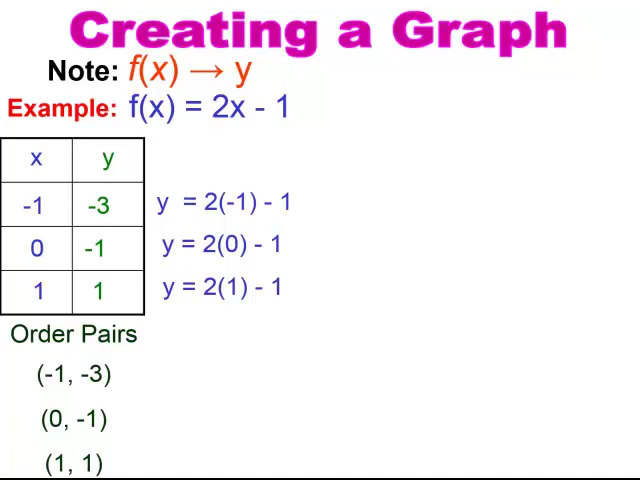 Creating a Graph
Note: f(x) → y
Example: f(x) = 2x - 1
x y
-1 -3 y = 2(-1) - 1
0 -1 y = 2(0) - 1
1 1 y = 2(1) - 1
Order Pairs
(-1, -3)
(0, -1)
(1, 1)